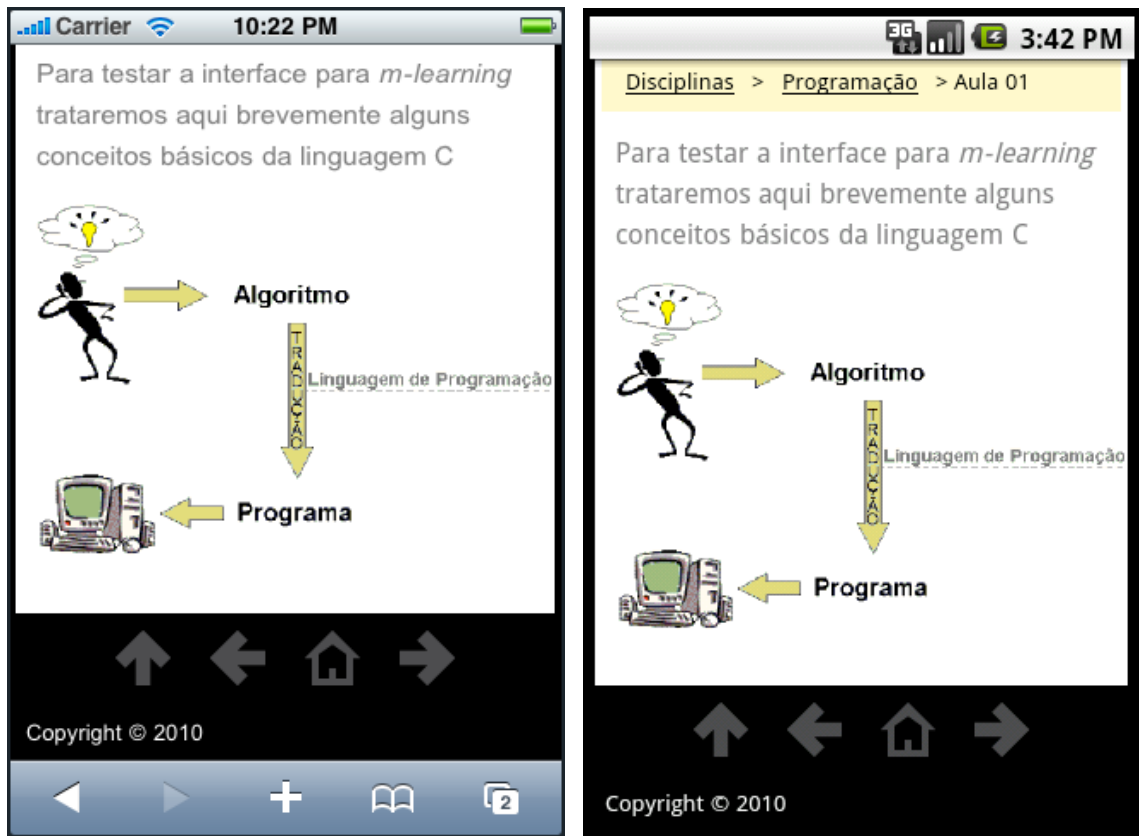 Carrier 10:22 PM
Para testar a interface para m-learning
trataremos aqui brevemente alguns
conceitos básicos da linguagem C
Algoritmo
TRADUÇÃO
Linguagem de Programação
Programa
Copyright © 2010
2
3G 3:42 PM
Disciplinas > Programação > Aula 01
Para testar a interface para m-learning
trataremos aqui brevemente alguns
conceitos básicos da linguagem C
Algoritmo
TRADUÇÃO
Linguagem de Programação
Programa
Copyright © 2010